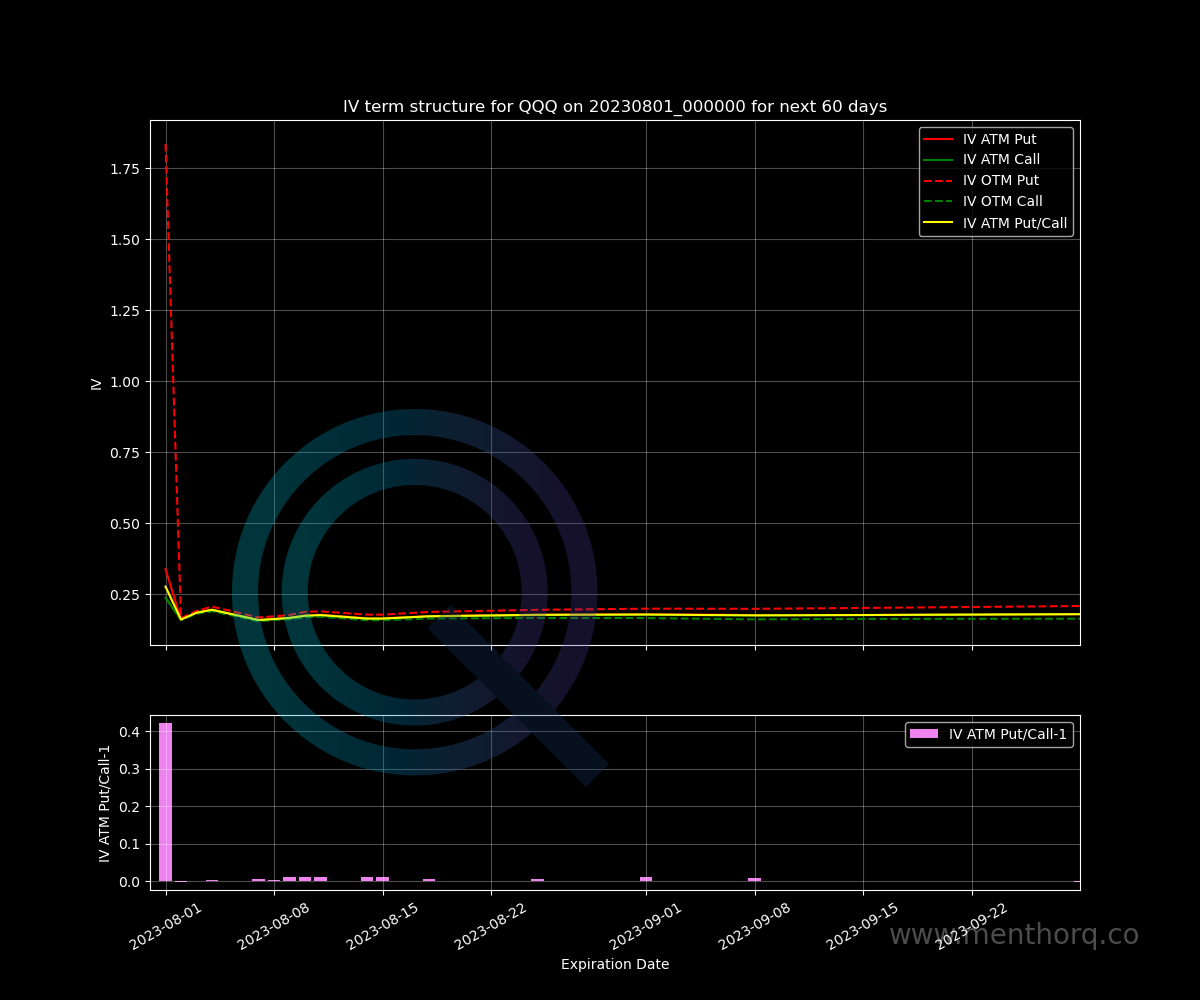 IV term structure for QQQ on 20230801_000000 for next 60 days
IV ATM Put
IV ATM Call
IV OTM Put
IV OTM Call
IV ATM Put/Call
1.75
1.50
1.25
1.00
0.75
0.50
0.25
IV
IV ATM Put/Call-1
0.4
0.3
0.2
0.1
0.0
IV ATM Put/Call-1
2023-08-01
2023-08-08
2023-08-15
2023-08-22
2023-09-01
2023-09-08
2023-09-15
2023-09-22
www.menthorq.co
Expiration Date